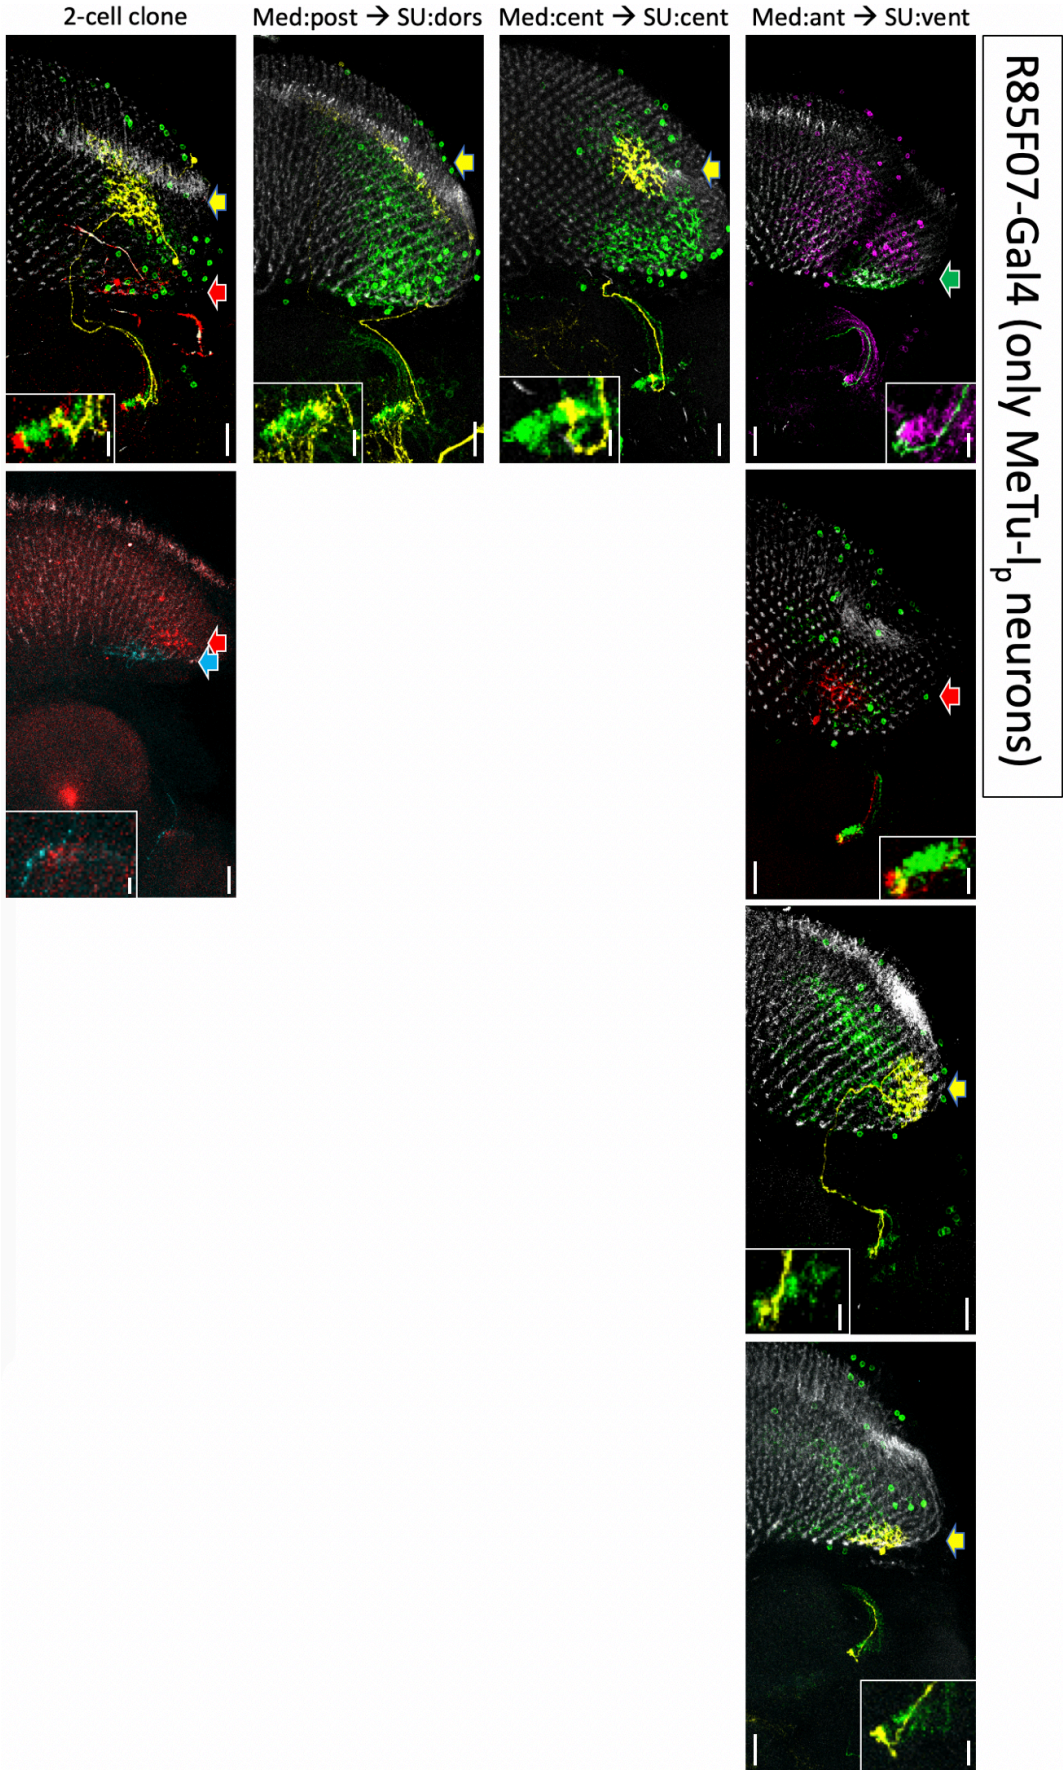 2-cell clone
Med:post → SU:dors
Med:cent → SU:cent
Med:ant → SU:vent
R85F07-Gal4 (only MeTu-lp neurons)